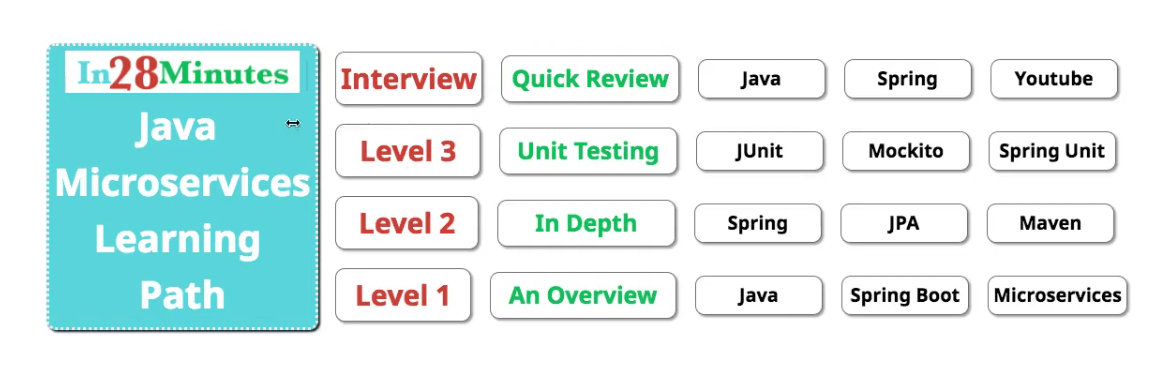 In28Minutes
Java
Microservices
Learning
Path
Interview Quick Review Java Spring Youtube
Level 3 Unit Testing JUnit Mockito Spring Unit
Level 2 In Depth Spring JPA Maven
Level 1 An Overview Java Spring Boot Microservices